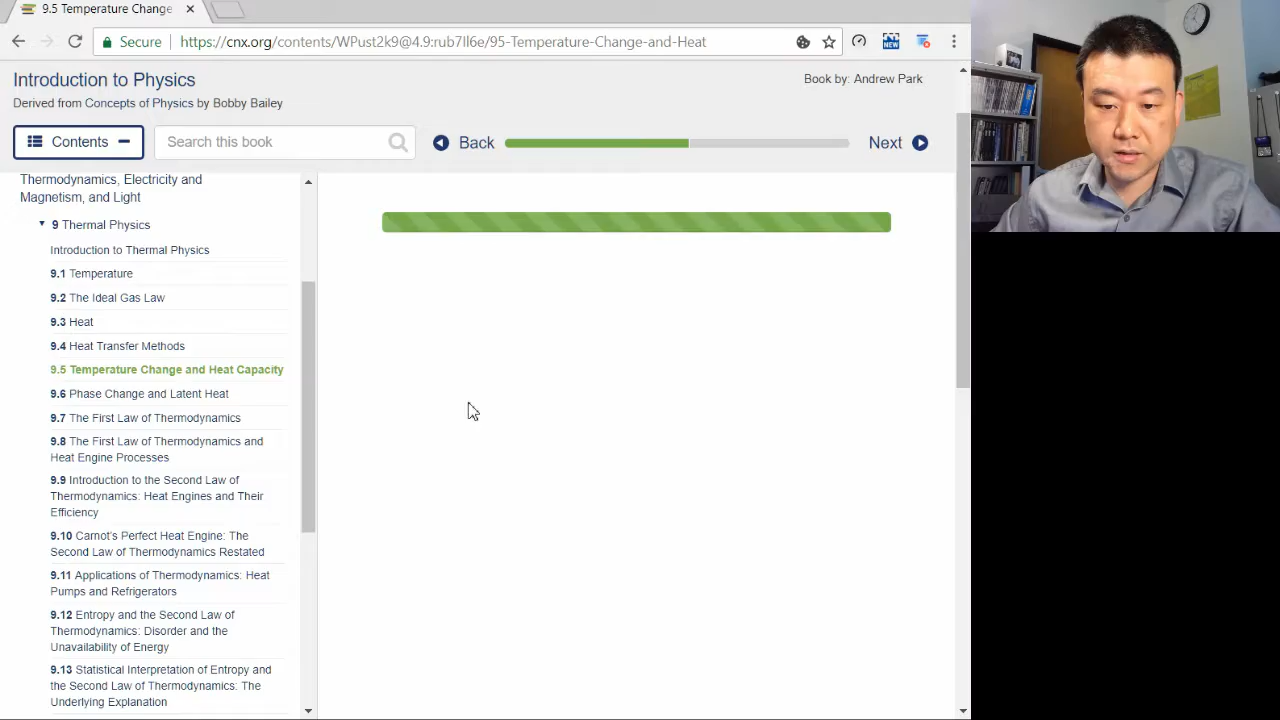 9.5 Temperature Change
Secure
https://cnx.org/contents/WPust2k9@4.9:rub7Il6e/95-Temperature-Change-and-Heat
NEW
Introduction to Physics
Book by: Andrew Park
Derived from Concepts of Physics by Bobby Bailey
Contents
Search this book
Back
Next
Thermodynamics, Electricity and
Magnetism, and Light
9 Thermal Physics
Introduction to Thermal Physics
9.1 Temperature
9.2 The Ideal Gas Law
9.3 Heat
9.4 Heat Transfer Methods
9.5 Temperature Change and Heat Capacity
9.6 Phase Change and Latent Heat
9.7 The First Law of Thermodynamics
9.8 The First Law of Thermodynamics and
Heat Engine Processes
9.9 Introduction to the Second Law of
Thermodynamics: Heat Engines and Their
Efficiency
9.10 Carnot's Perfect Heat Engine: The
Second Law of Thermodynamics Restated
9.11 Applications of Thermodynamics: Heat
Pumps and Refrigerators
9.12 Entropy and the Second Law of
Thermodynamics: Disorder and the
Unavailability of Energy
9.13 Statistical Interpretation of Entropy and
the Second Law of Thermodynamics: The
Underlying Explanation